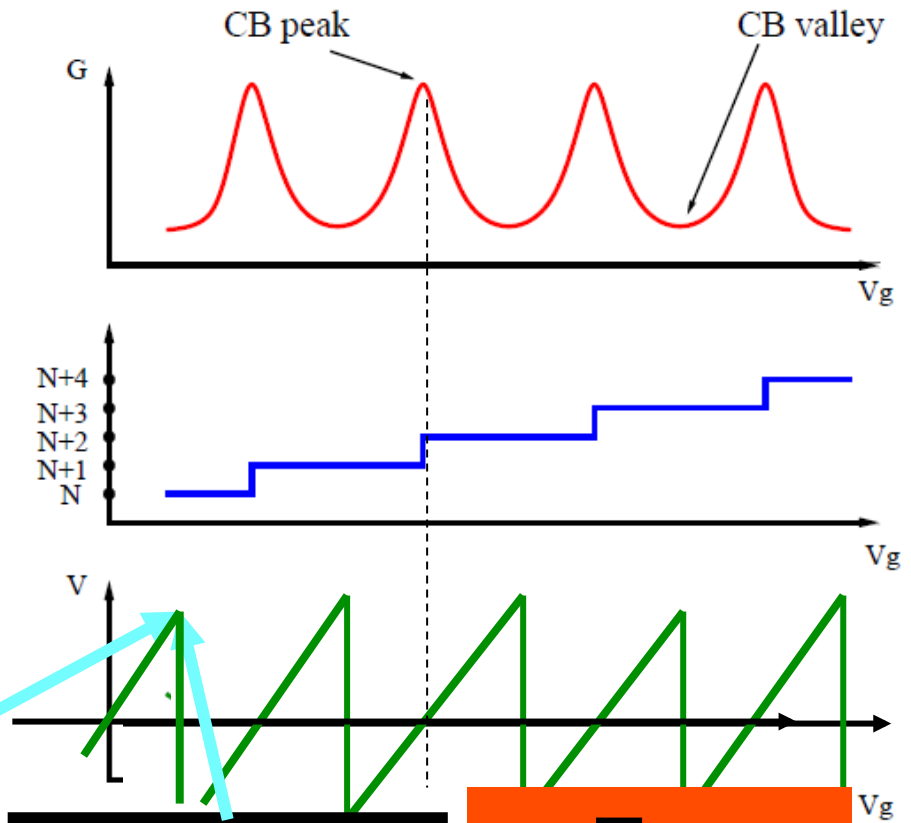 CB peak
CB valley
G
Vg
N+4
N+3
N+2
N+1
N
Vg
V
Vg